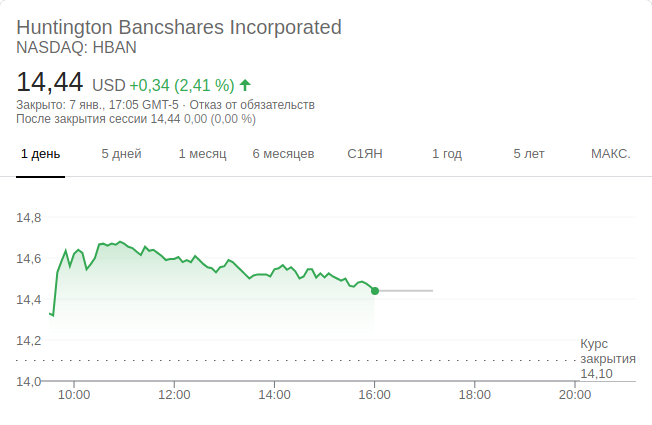 Huntington Bancshares Incorporated
NASDAQ: HBAN
14,44 USD +0,34 (2,41 %)
Закрыто: 7 янв., 17:05 GMT-5 · Отказ от обязательств
После закрытия сессии 14,44 0,00 (0,00 %)
1 день 5 дней 1 месяц 6 месяцев С1ЯН 1 год 5 лет МАКС.
14,8
14,6
14,4
14,2
Курс
закрытия
14,10
14,0
10:00 12:00 14:00 16:00 18:00 20:00